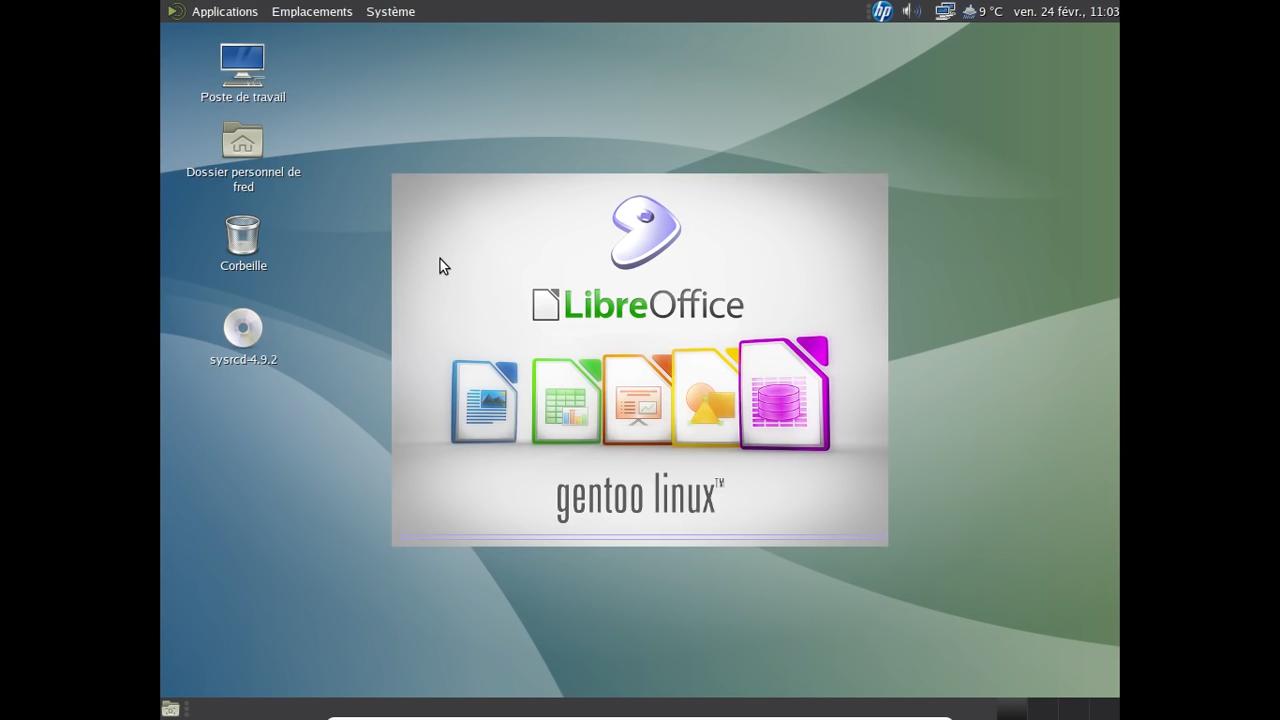 Applications Emplacements Système
hp 9 °C ven. 24 févr., 11:03
Poste de travail
Dossier personnel de
fred
Corbeille
sysrcd-4.9.2
LibreOffice
gentoo linux™